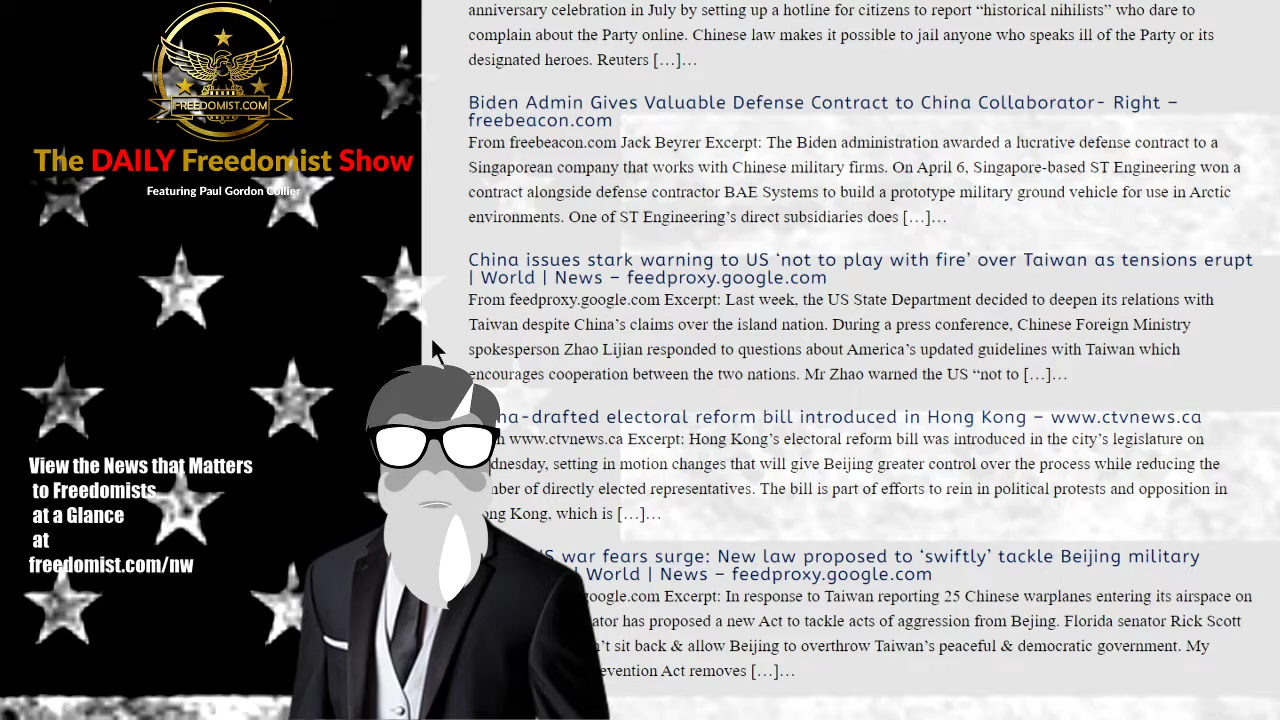 FREEDOMIST.COM
The DAILY Freedomist Show
Featuring Paul Gordon Collier
View the News that Matters
to Freedomists
at a Glance
at
freedomist.com/nw
anniversary celebration in July by setting up a hotline for citizens to report “historical nihilists” who dare to
complain about the Party online. Chinese law makes it possible to jail anyone who speaks ill of the Party or its
designated heroes. Reuters […]…
Biden Admin Gives Valuable Defense Contract to China Collaborator- Right –
freebeacon.com
From freebeacon.com Jack Beyrer Excerpt: The Biden administration awarded a lucrative defense contract to a
Singaporean company that works with Chinese military firms. On April 6, Singapore-based ST Engineering won a
contract alongside defense contractor BAE Systems to build a prototype military ground vehicle for use in Arctic
environments. One of ST Engineering’s direct subsidiaries does […]…
China issues stark warning to US ‘not to play with fire’ over Taiwan as tensions erupt
| World | News – feedproxy.google.com
From feedproxy.google.com Excerpt: Last week, the US State Department decided to deepen its relations with
Taiwan despite China’s claims over the island nation. During a press conference, Chinese Foreign Ministry
spokesperson Zhao Lijian responded to questions about America’s updated guidelines with Taiwan which
encourages cooperation between the two nations. Mr Zhao warned the US “not to […]…
-drafted electoral reform bill introduced in Hong Kong – www.ctvnews.ca
www.ctvnews.ca Excerpt: Hong Kong’s electoral reform bill was introduced in the city’s legislature on
setting in motion changes that will give Beijing greater control over the process while reducing the
of directly elected representatives. The bill is part of efforts to rein in political protests and opposition in
Kong, which is […]…
war fears surge: New law proposed to ‘swiftly’ tackle Beijing military
| World | News – feedproxy.google.com
.com Excerpt: In response to Taiwan reporting 25 Chinese warplanes entering its airspace on
has proposed a new Act to tackle acts of aggression from Bejing. Florida senator Rick Scott
sit back & allow Beijing to overthrow Taiwan’s peaceful & democratic government. My
Act removes […]…